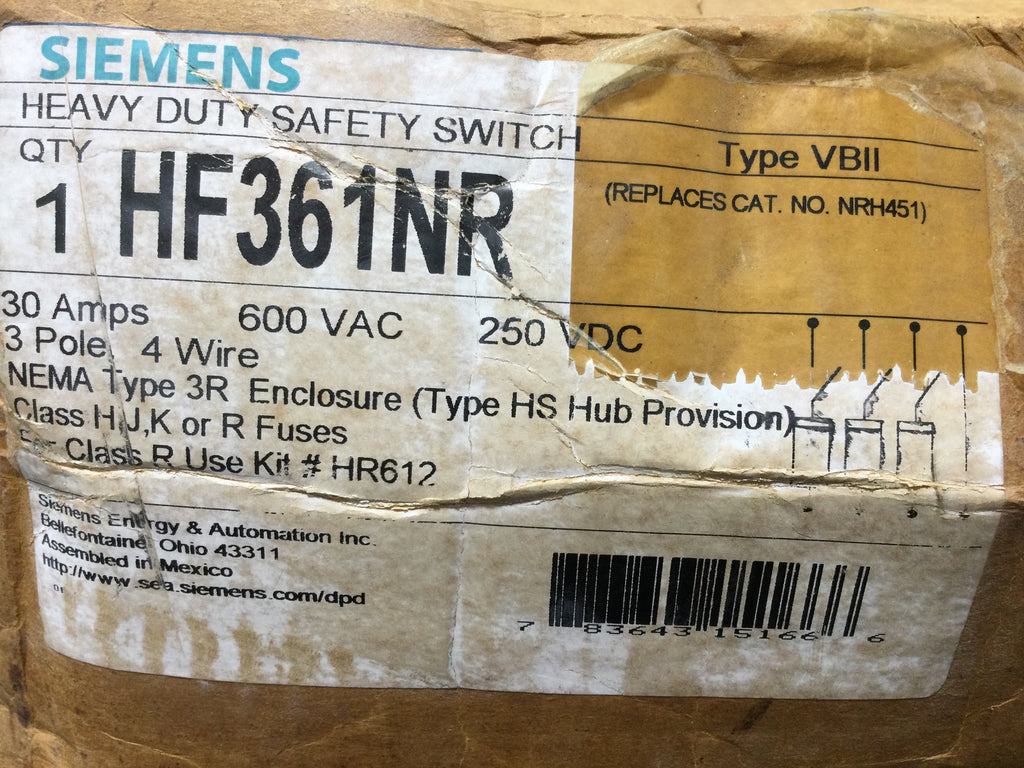 SIEMENS
HEAVY DUTY SAFETY SWITCH
Type VBII
QTY
1 HF361NR
(REPLACES CAT. NO. NRH451)
30 Amps 600 VAC 250 VDC
3 Pole, 4 Wire
NEMA Type 3R Enclosure (Type HS Hub Provision)
Class H,J,K or R Fuses
For Class R Use Kit # HR612
Siemens Energy & Automation Inc.
Bellefontaine, Ohio 43311
Assembled in Mexico
http://www.sea.siemens.com/dpd
7 83643 15166 6